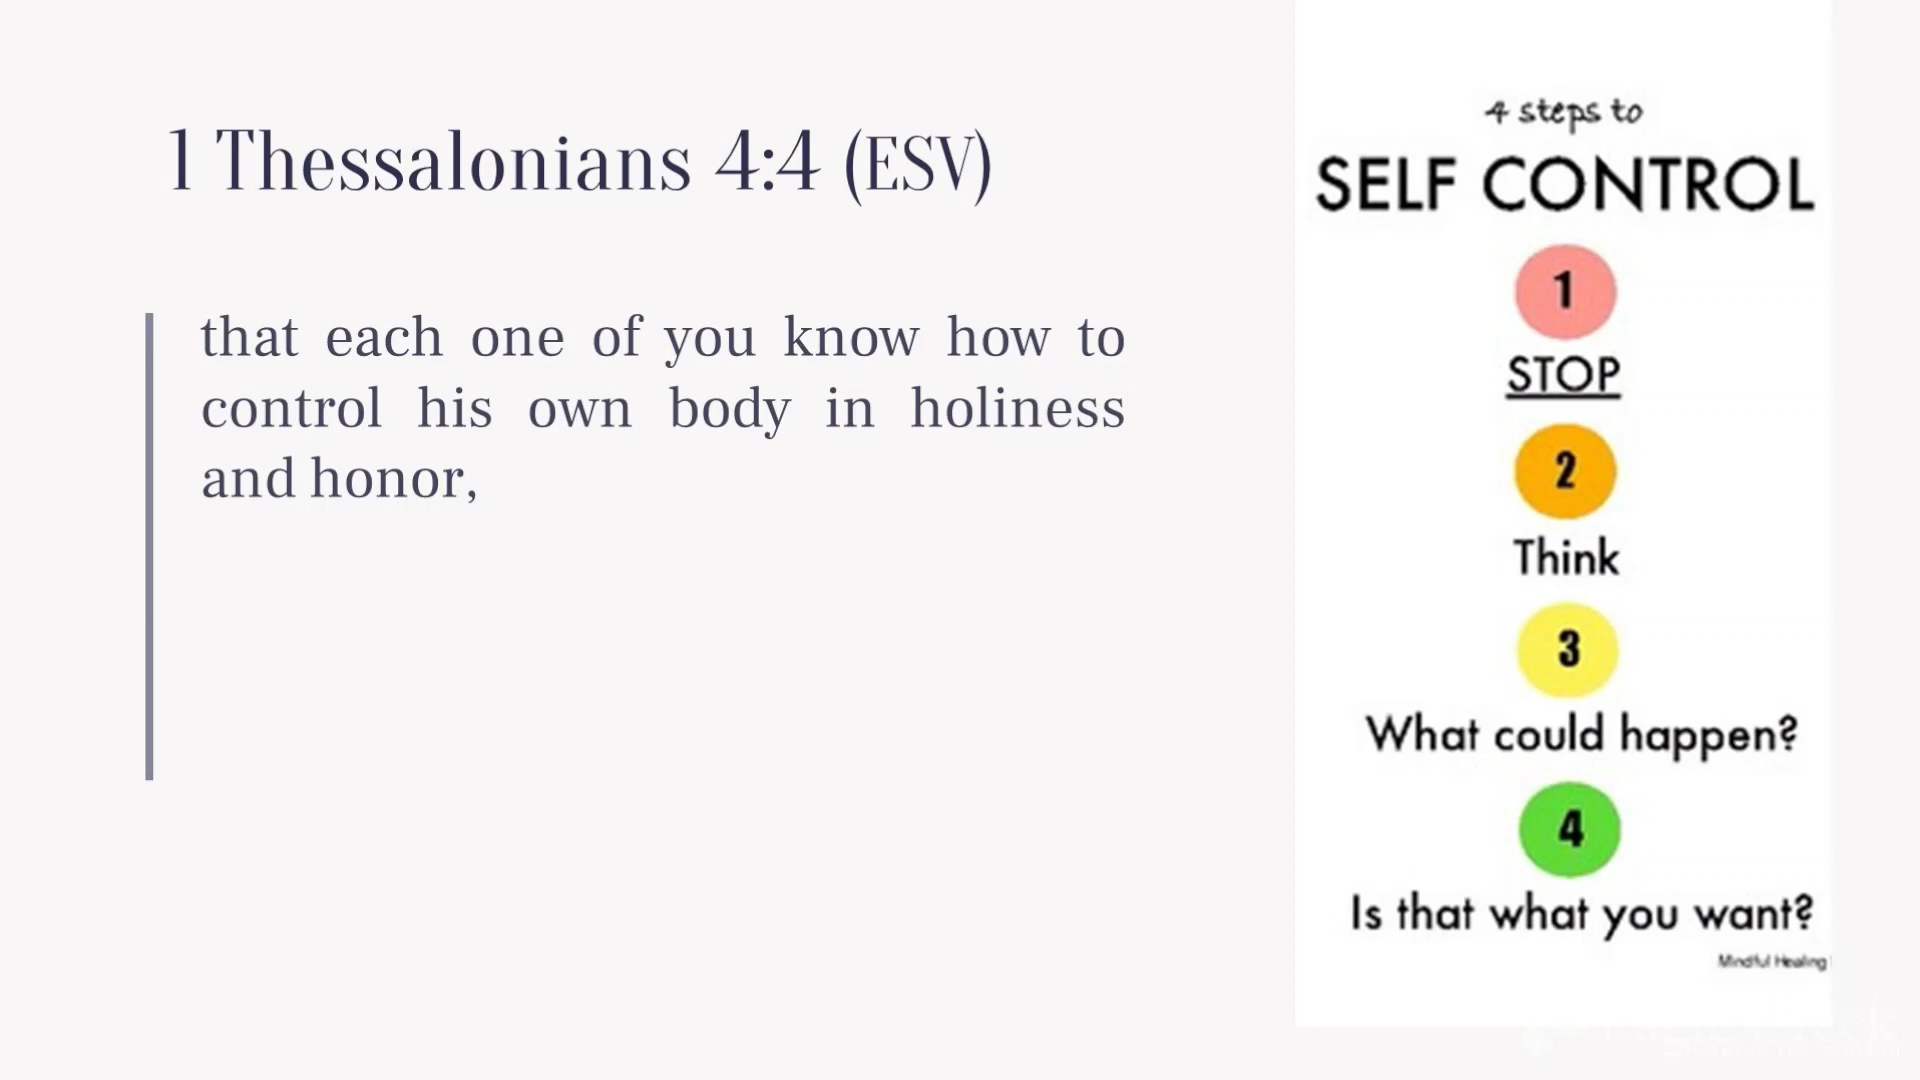 1 Thessalonians 4:4 (ESV)
that each one of you know how to
control his own body in holiness
and honor,
4 steps to
SELF CONTROL
1
STOP
2
Think
3
What could happen?
4
Is that what you want?
Mindful Healing